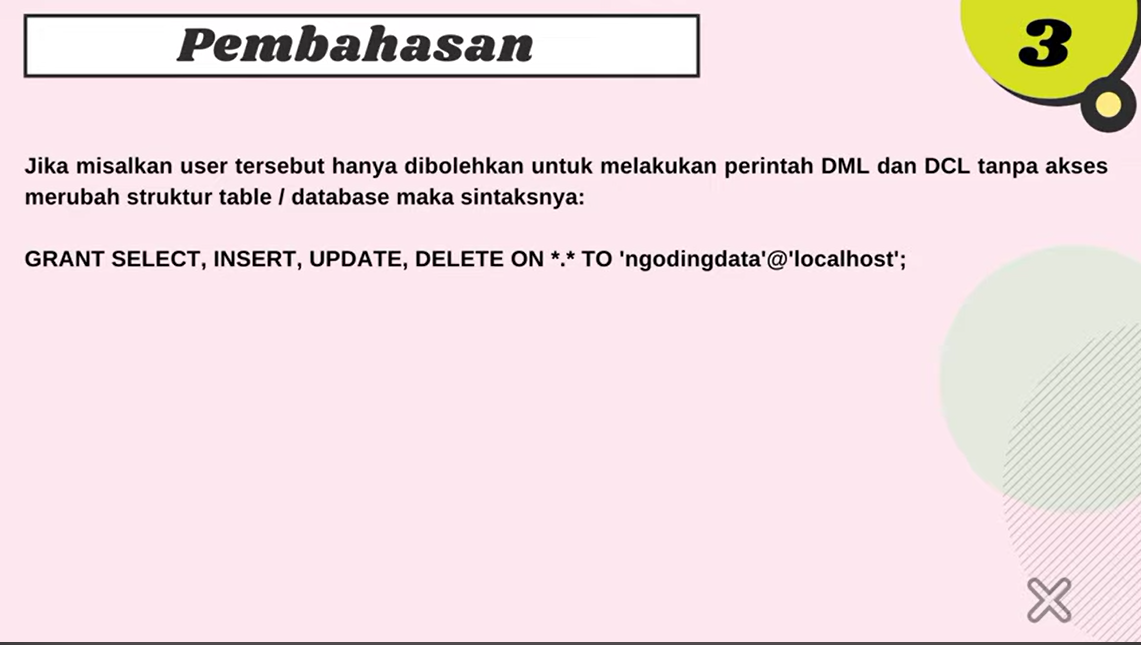 Pembahasan
3
Jika misalkan user tersebut hanya dibolehkan untuk melakukan perintah DML dan DCL tanpa akses
merubah struktur table / database maka sintaksnya:
GRANT SELECT, INSERT, UPDATE, DELETE ON *.* TO 'ngodingdata'@'localhost';